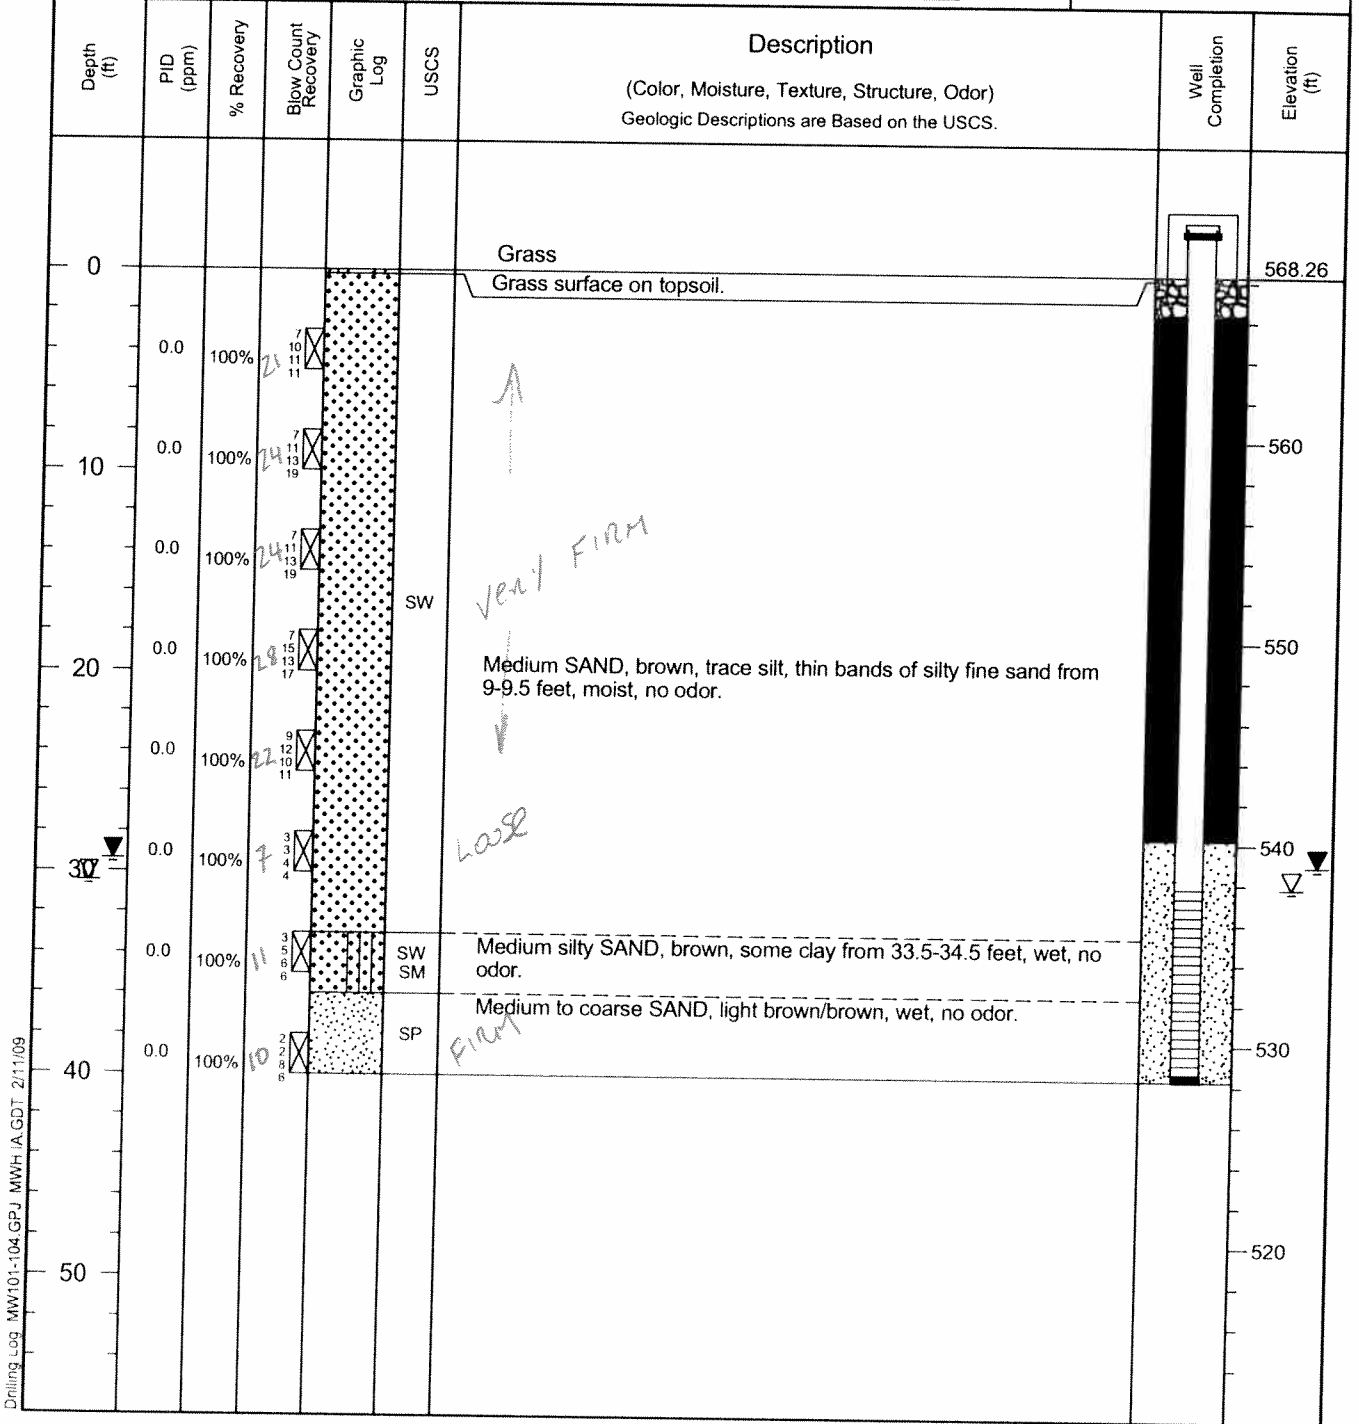 Depth
(ft)
PID
(ppm)
% Recovery
Blow Count
Recovery
Graphic
Log
USCS
Description
(Color, Moisture, Texture, Structure, Odor)
Geologic Descriptions are Based on the USCS.
Well
Completion
Elevation
(ft)
Grass
0
568.26
Grass surface on topsoil.
0.0
100%
21
7
10
11
11
0.0
100%
24
7
11
13
19
10
560
0.0
100%
24
7
11
13
19
very FIRM
SW
0.0
100%
28
7
15
13
17
20
550
Medium SAND, brown, trace silt, thin bands of silty fine sand from
9-9.5 feet, moist, no odor.
0.0
100%
22
9
12
10
11
LOOSE
0.0
100%
7
3
3
4
4
30
540
0.0
100%
11
3
5
6
6
SW
SM
Medium silty SAND, brown, some clay from 33.5-34.5 feet, wet, no
odor.
Medium to coarse SAND, light brown/brown, wet, no odor.
0.0
100%
10
2
2
8
6
SP
FIRM
40
530
50
520
Drilling Log MW101-104.GPJ MWH IA.GDT 2/11/09